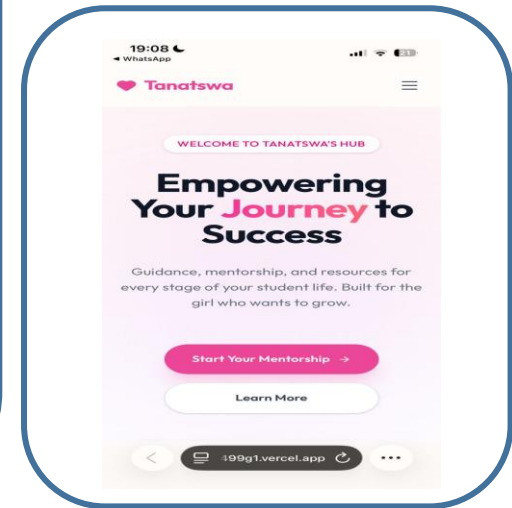 19:08
◀ WhatsApp
Tanatswa
WELCOME TO TANATSWA'S HUB
Empowering
Your Journey to
Success
Guidance, mentorship, and resources for
every stage of your student life. Built for the
girl who wants to grow.
Start Your Mentorship →
Learn More
499g1.vercel.app